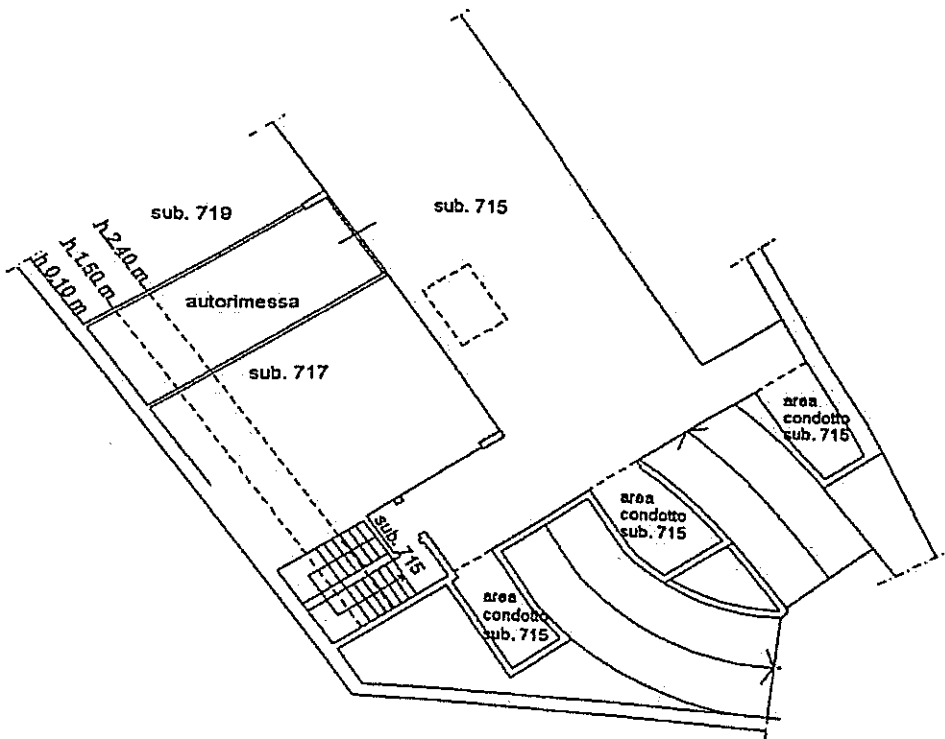 sub. 719
sub. 715
h 2.40 m
h 1.50 m
h 0.10 m
autorimessa
sub. 717
area
condotto
sub. 715
area
condotto
sub. 715
sub. 715
area
condotto
sub. 715